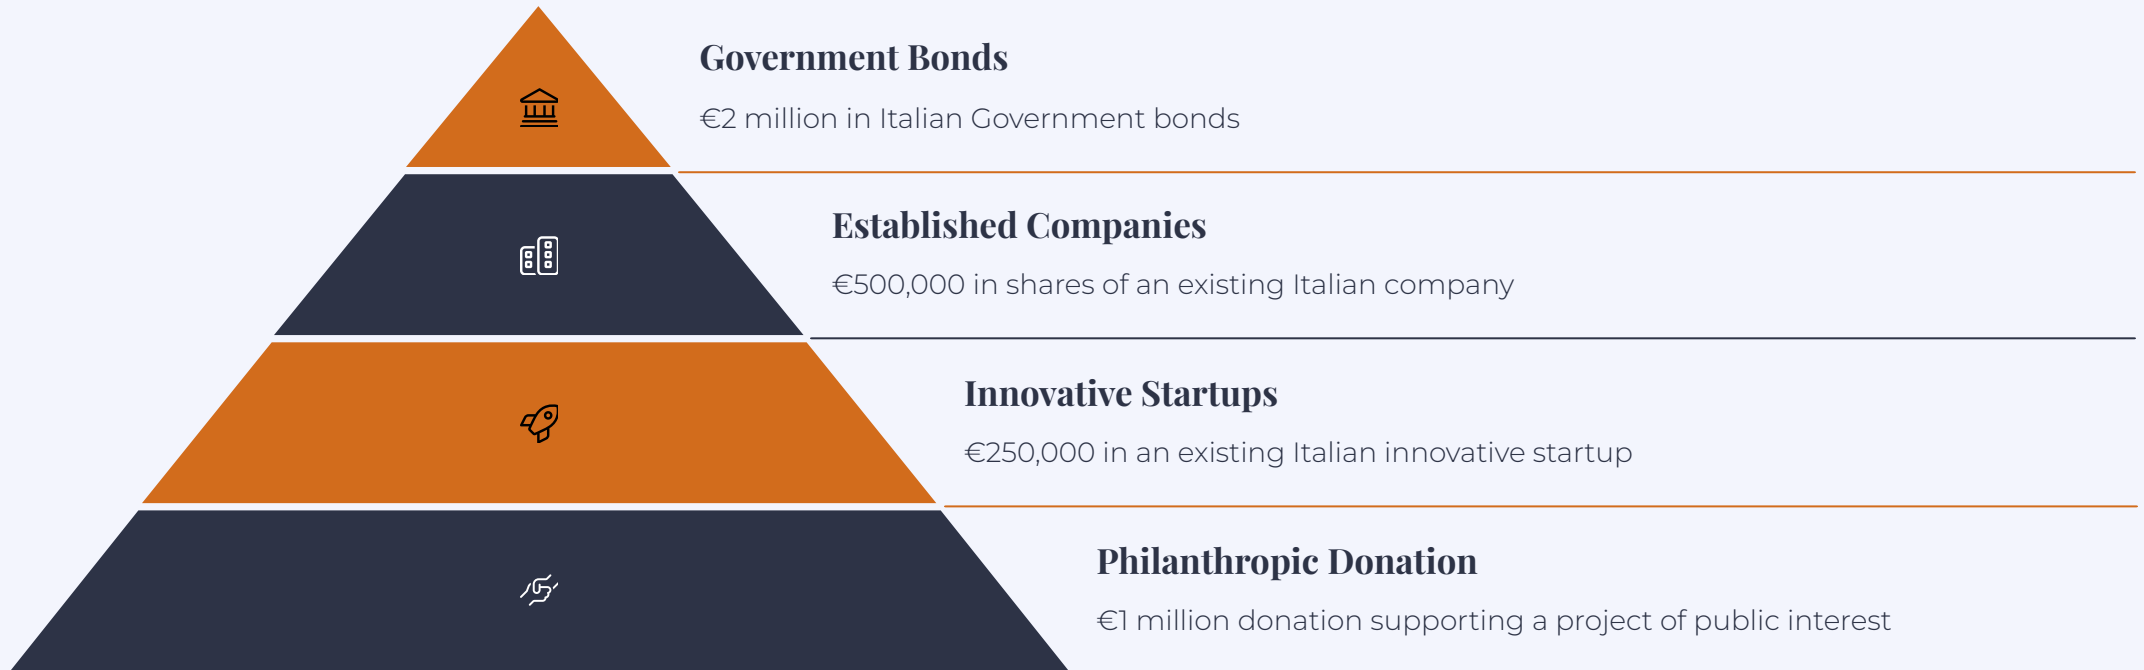 Government Bonds
€2 million in Italian Government bonds
Established Companies
€500,000 in shares of an existing Italian company
Innovative Startups
€250,000 in an existing Italian innovative startup
Philanthropic Donation
€1 million donation supporting a project of public interest